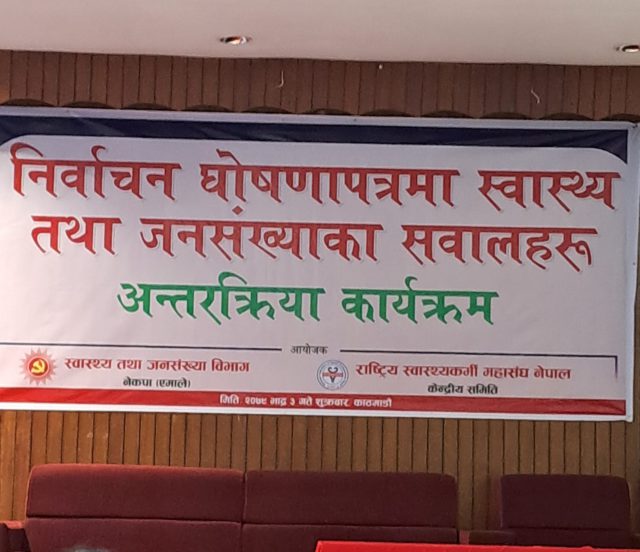 निर्वाचन घोषणापत्रमा स्वास्थ्य
तथा जनसंख्याका सवालहरू
अन्तरक्रिया कार्यक्रम
आयोजक
स्वास्थ्य तथा जनसंख्या विभाग
नेकपा (एमाले)
राष्ट्रिय स्वास्थ्यकर्मी महासंघ नेपाल
केन्द्रीय समिति
मिति: २०७९ भाद्र ३ गते शुक्रवार, काठमाडौं